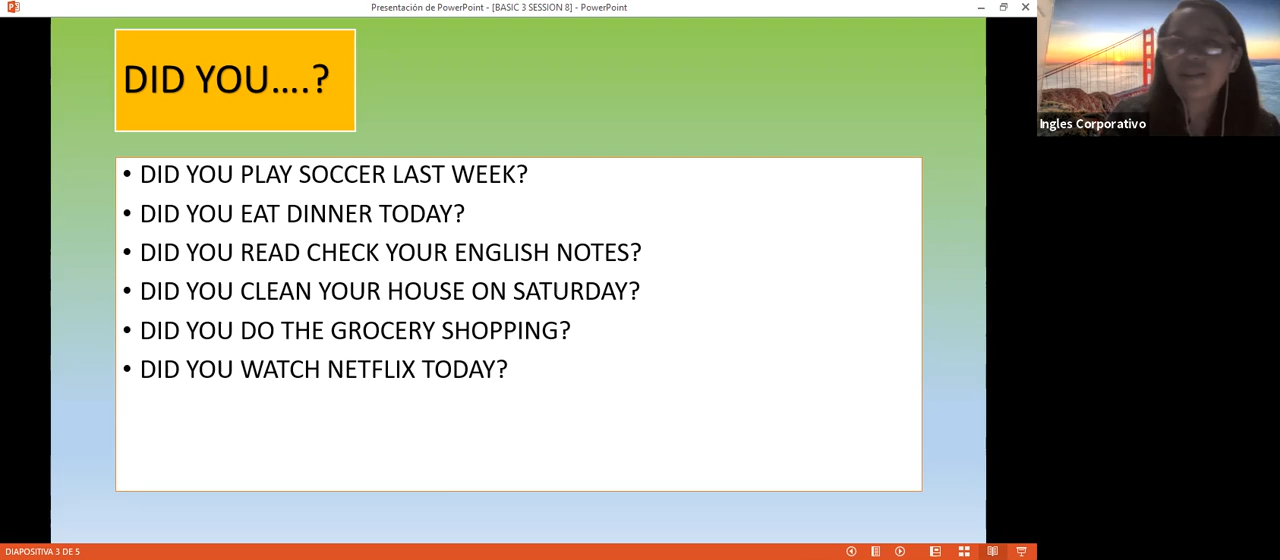 Presentación de PowerPoint - [BASIC 3 SESSION 8] - PowerPoint
DID YOU....?
• DID YOU PLAY SOCCER LAST WEEK?
• DID YOU EAT DINNER TODAY?
• DID YOU READ CHECK YOUR ENGLISH NOTES?
• DID YOU CLEAN YOUR HOUSE ON SATURDAY?
• DID YOU DO THE GROCERY SHOPPING?
• DID YOU WATCH NETFLIX TODAY?
Ingles Corporativo
DIAPOSITIVA 3 DE 5